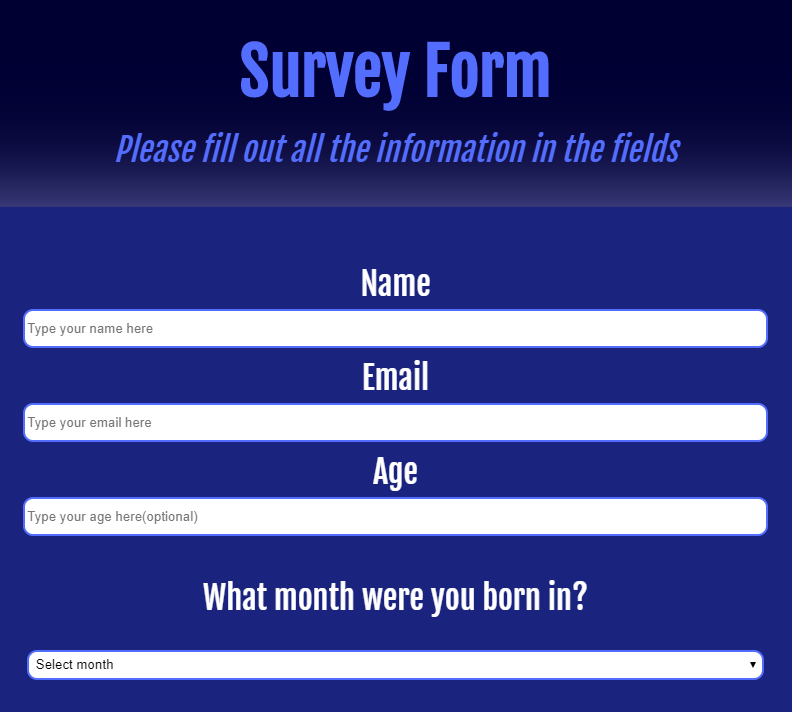 Survey Form
Please fill out all the information in the fields
Name
Type your name here
Email
Type your email here
Age
Type your age here(optional)
What month were you born in?
Select month